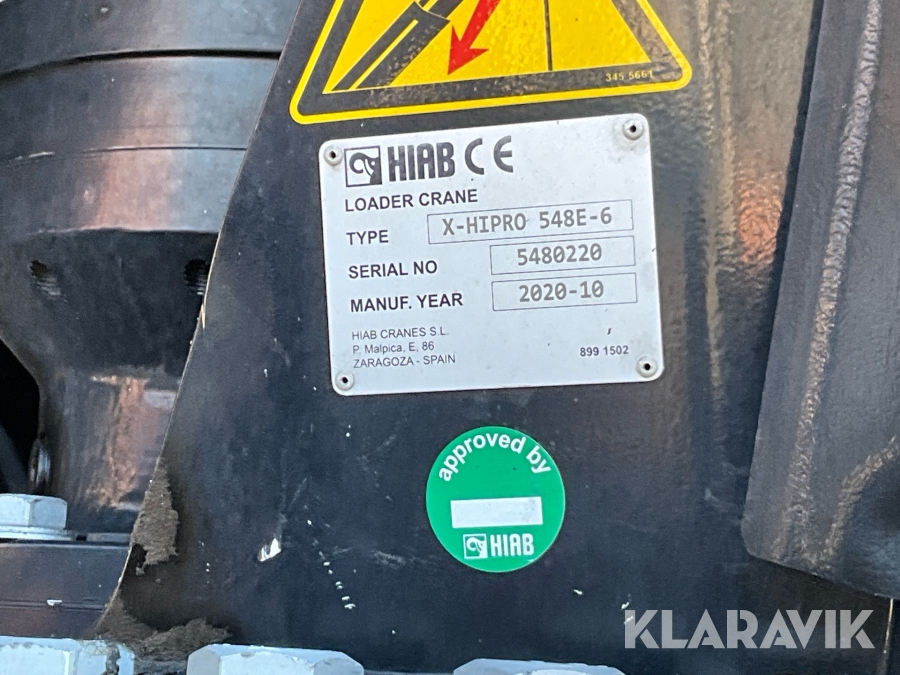 345 5661
HIAB CE
LOADER CRANE
TYPE X-HIPRO 548E-6
SERIAL NO 5480220
MANUF. YEAR 2020-10
HIAB CRANES S.L.
P. Malpica, E, 86
ZARAGOZA - SPAIN
899 1502
approved by
HIAB
KLARAVIK